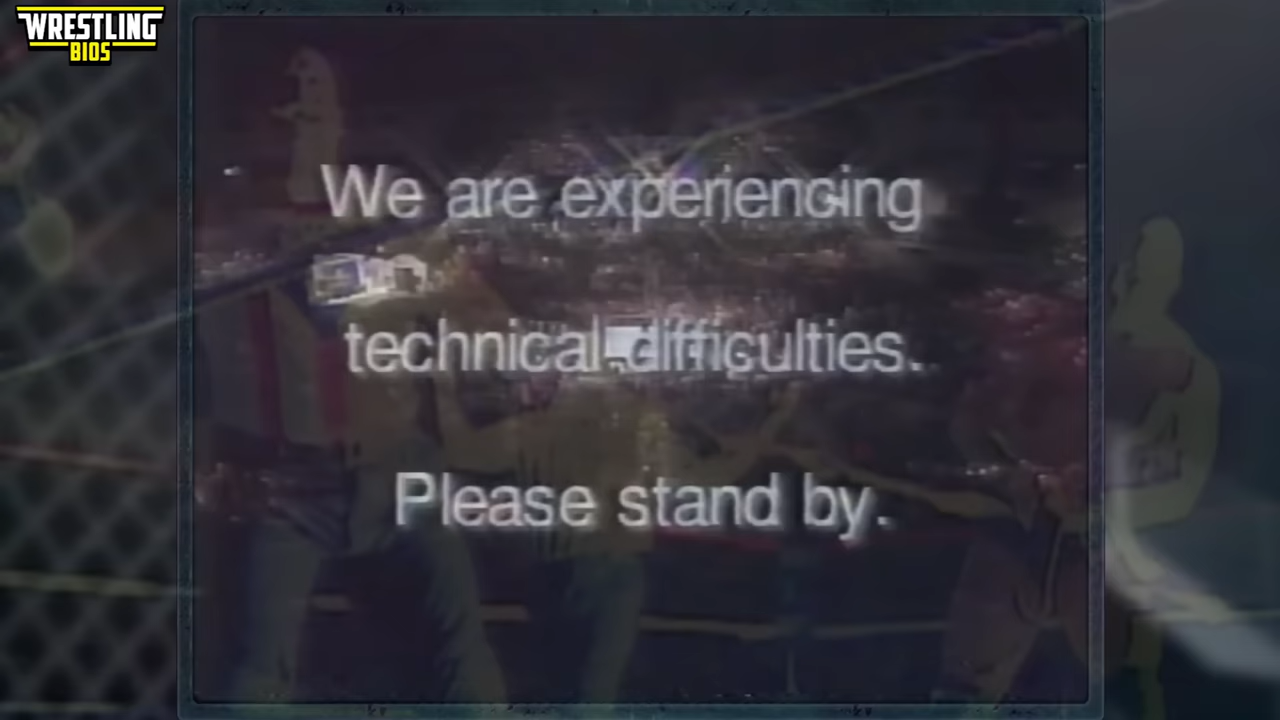 WRESTLING
BIOS
We are experiencing
technical difficulties.
Please stand by.